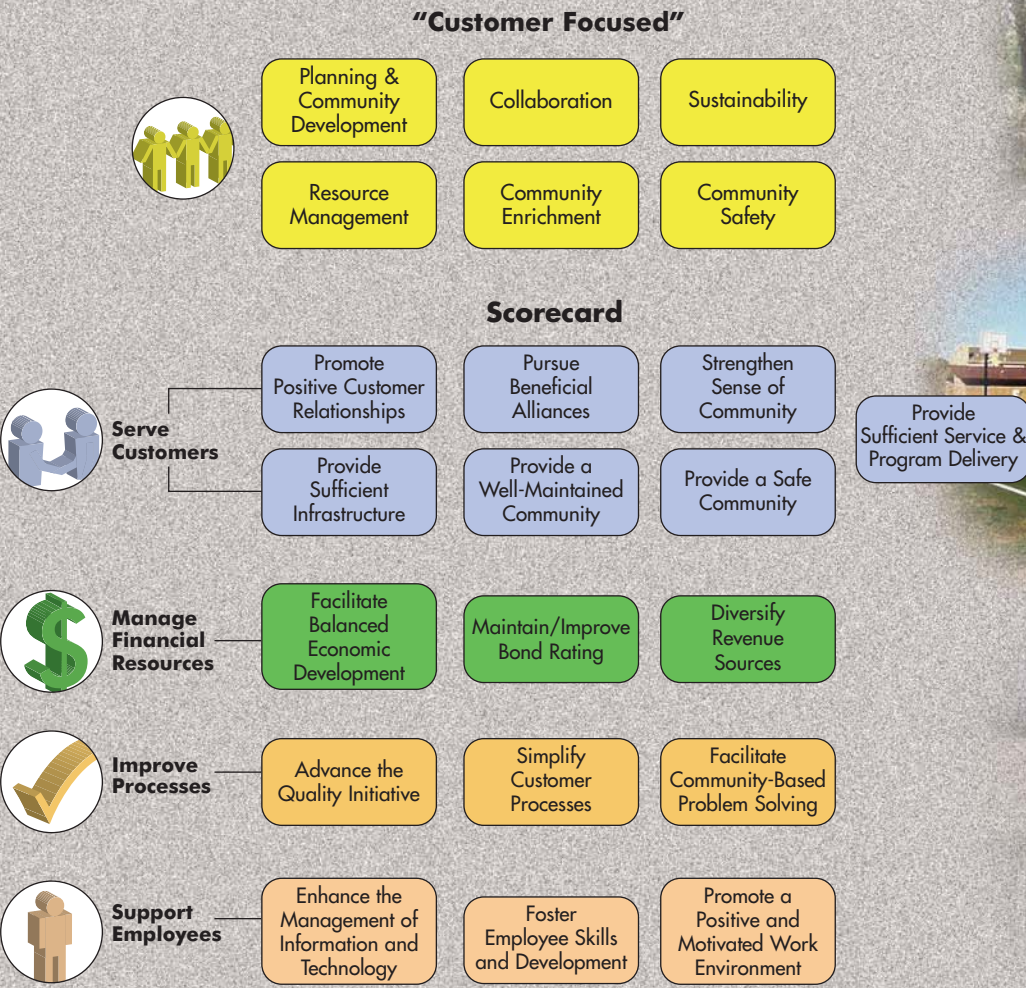 “Customer Focused”
Planning &
Community
Development
Collaboration
Sustainability
Resource
Management
Community
Enrichment
Community
Safety
Scorecard
Serve
Customers
Promote
Positive Customer
Relationships
Pursue
Beneficial
Alliances
Strengthen
Sense of
Community
Provide
Sufficient Service &
Program Delivery
Provide
Sufficient
Infrastructure
Provide a
Well-Maintained
Community
Provide a Safe
Community
Manage
Financial
Resources
Facilitate
Balanced
Economic
Development
Maintain/Improve
Bond Rating
Diversify
Revenue
Sources
Improve
Processes
Advance the
Quality Initiative
Simplify
Customer
Processes
Facilitate
Community-Based
Problem Solving
Support
Employees
Enhance the
Management of
Information and
Technology
Foster
Employee Skills
and Development
Promote a
Positive and
Motivated Work
Environment